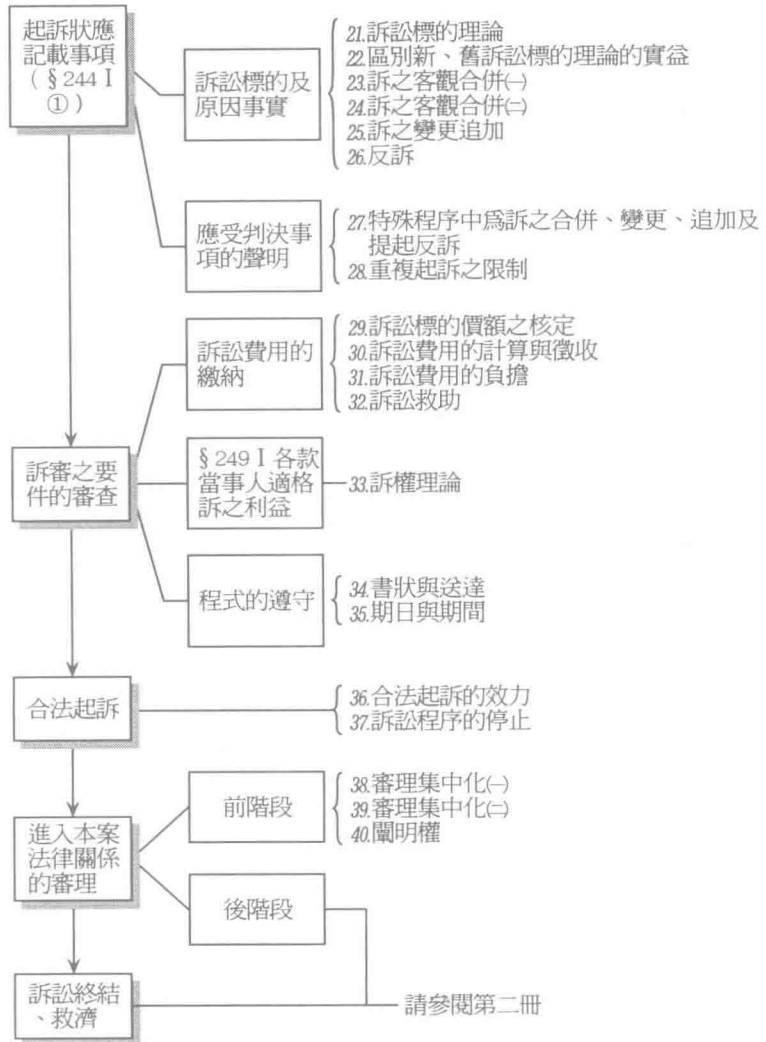 起訴狀應
記載事項
(§244Ⅰ
①)
訴訟標的及
原因事實
21.訴訟標的理論
22.區別新、舊訴訟標的理論的實益
23.訴之客觀合併㈠
24.訴之客觀合併㈡
25.訴之變更追加
26.反訴
應受判決事
項的聲明
27.特殊程序中為訴之合併、變更、追加及
提起反訴
28.重複起訴之限制
訴訟費用的
繳納
29.訴訟標的價額之核定
30.訴訟費用的計算與徵收
31.訴訟費用的負擔
32.訴訟救助
訴審之要
件的審查
§249Ⅰ各款
當事人適格
訴之利益
33.訴權理論
程式的遵守
34.書狀與送達
35.期日與期間
合法起訴
36.合法起訴的效力
37.訴訟程序的停止
進入本案
法律關係
的審理
前階段
38.審理集中化㈠
39.審理集中化㈡
40.闡明權
後階段
訴訟終結
、救濟
請參閱第二冊